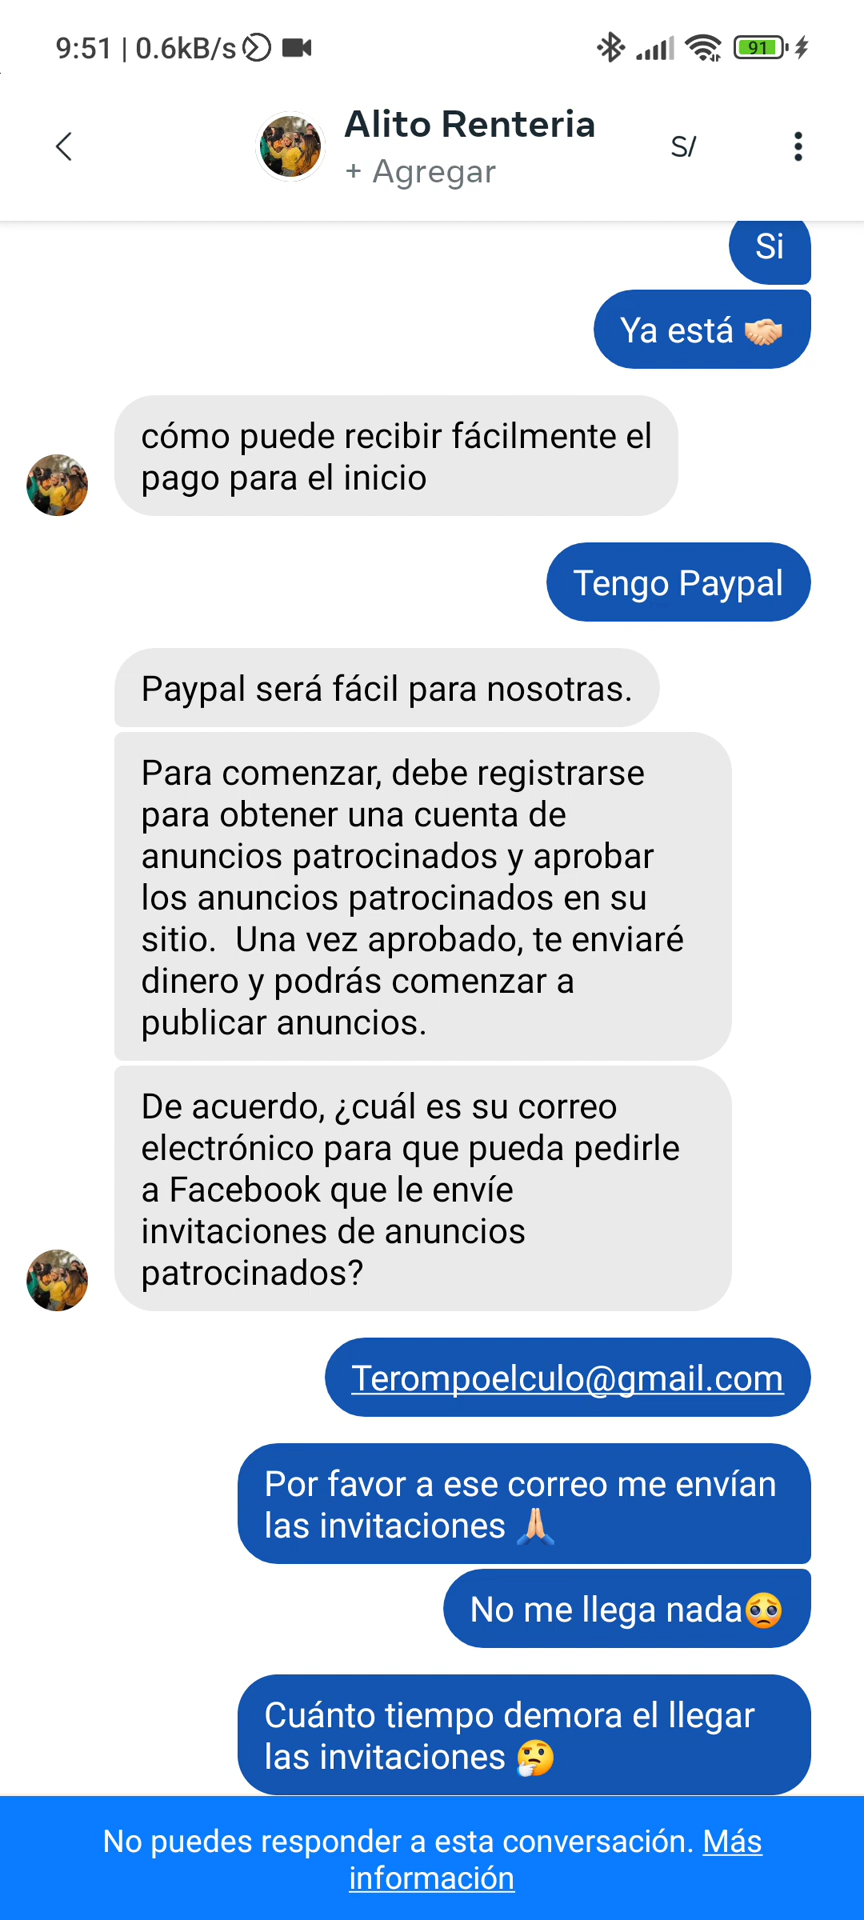 9:51 | 0.6kB/s
91
Alito Renteria
+ Agregar
S/
Si
Ya está 🤝🏻
cómo puede recibir fácilmente el
pago para el inicio
Tengo Paypal
Paypal será fácil para nosotras.
Para comenzar, debe registrarse
para obtener una cuenta de
anuncios patrocinados y aprobar
los anuncios patrocinados en su
sitio.  Una vez aprobado, te enviaré
dinero y podrás comenzar a
publicar anuncios.
De acuerdo, ¿cuál es su correo
electrónico para que pueda pedirle
a Facebook que le envíe
invitaciones de anuncios
patrocinados?
Terompoelculo@gmail.com
Por favor a ese correo me envían
las invitaciones 🙏🏻
No me llega nada🥺
Cuánto tiempo demora el llegar
las invitaciones 🤔
No puedes responder a esta conversación. Más
información